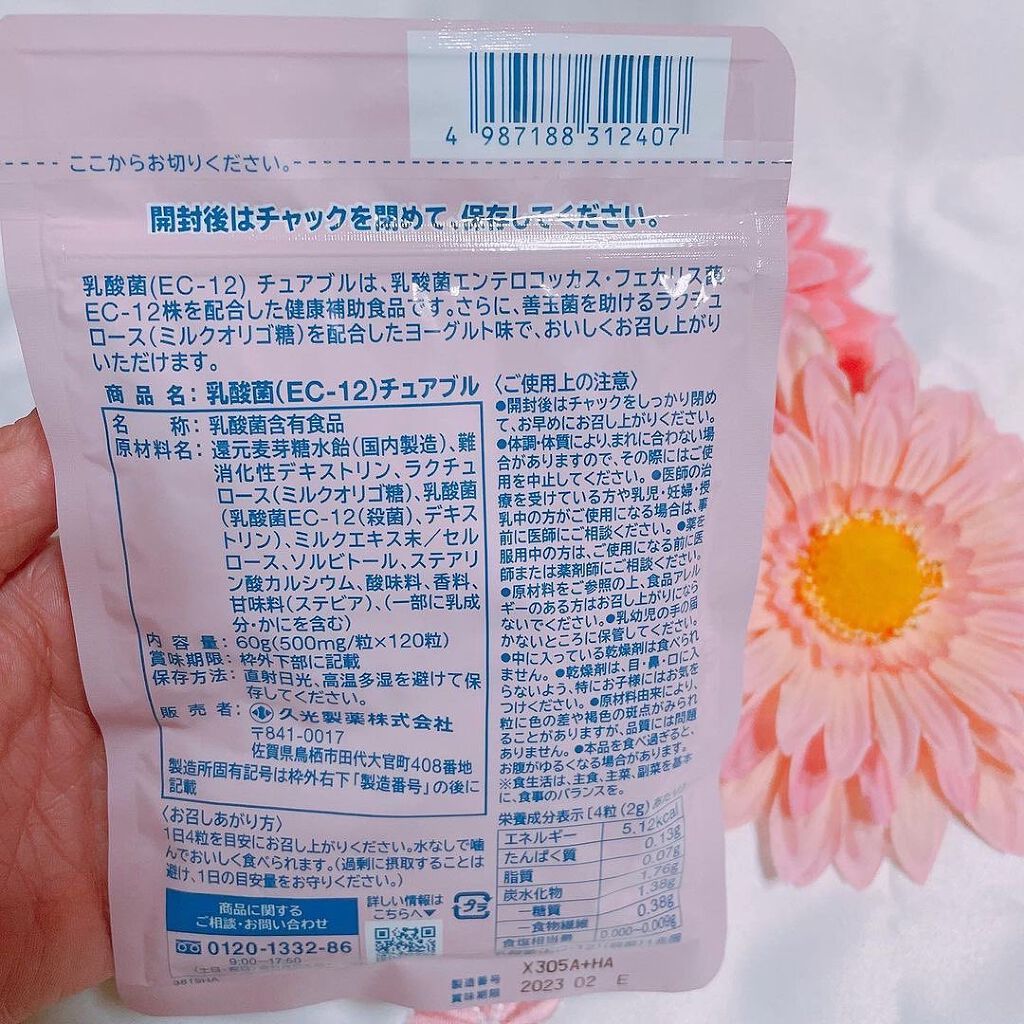 4 987188 312407
ここからお切りください。
開封後はチャックを閉めて、保存してください。
乳酸菌(EC-12) チュアブルは、乳酸菌エンテロコッカス・フェカリス菌
EC-12株を配合した健康補助食品です。さらに、善玉菌を助けるラクチュ
ロース(ミルクオリゴ糖)を配合したヨーグルト味で、おいしくお召し上がり
いただけます。
商品名: 乳酸菌(EC-12)チュアブル
名称: 乳酸菌含有食品
原材料名: 還元麦芽糖水飴(国内製造)、難
消化性デキストリン、ラクチュ
ロース(ミルクオリゴ糖)、乳酸菌
(乳酸菌EC-12(殺菌)、デキス
トリン)、ミルクエキス末/セル
ロース、ソルビトール、ステアリ
ン酸カルシウム、酸味料、香料、
甘味料(ステビア)、(一部に乳成
分・かにを含む)
内容量: 60g(500mg/粒×120粒)
賞味期限: 枠外下部に記載
保存方法: 直射日光、高温多湿を避けて保
存してください。
販売者: 久光製薬株式会社
〒841-0017
佐賀県鳥栖市田代大官町408番地
製造所固有記号は枠外右下「製造番号」の後に
記載
〈お召しあがり方〉
1日4粒を目安にお召し上がりください。水なしで噛
んでおいしく食べられます。(過剰に摂取することは
避け、1日の目安量をお守りください。)
商品に関する
ご相談・お問い合わせ
0120-1332-86
9:00-17:50
3819HA
詳しい情報は
こちらへ▼
プラ
〈ご使用上の注意〉
●開封後はチャックをしっかり閉め
て、お早めにお召し上がりください。
●体調・体質により、まれに合わない場
合がありますので、その際にはご使
用を中止してください。●医師の治
療を受けている方や乳児・妊婦・授
乳中の方がご使用になる場合は、事
前に医師にご相談ください。●薬を
服用中の方は、ご使用になる前に医
師または薬剤師にご相談ください。
●原材料をご参照の上、食品アレル
ギーのある方はお召し上がりになら
ないでください。●乳幼児の手の届
かないところに保管してください。
●中に入っている乾燥剤は食べられ
ません。●乾燥剤は、目・鼻・口に入
らないよう、特にお子様にはお気を
つけください。●原材料由来により、
粒に色の差や褐色の斑点がみられ
ることがありますが、品質には問題
ありません。●本品を食べ過ぎると、
お腹がゆるくなる場合があります。
※食生活は、主食、主菜、副菜を基本
に、食事のバランスを。
栄養成分表示 [4粒(2g)あたり]
エネルギー 5.12kcal
たんぱく質 0.13g
脂質 0.07g
炭水化物 1.76g
―糖質 1.38g
―食物繊維 0.38g
食塩相当量 0.000-0.009g
製造番号 X305A+HA
賞味期限 2023 02 E